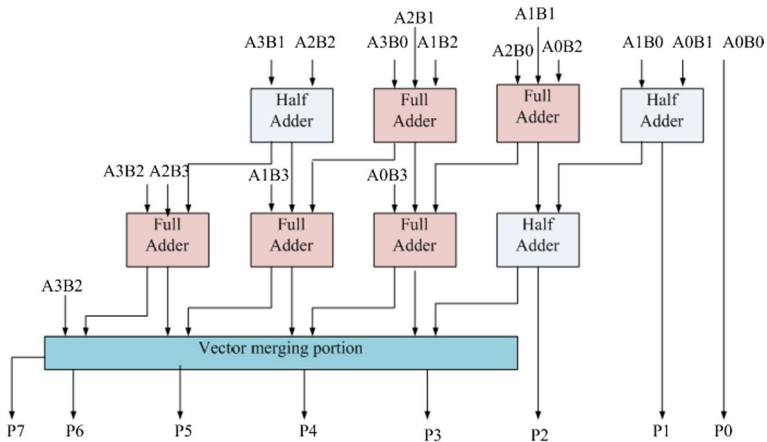 A2B1 A1B1
A3B1 A2B2 A3B0 A1B2 A2B0 A0B2 A1B0 A0B1 A0B0
Half Adder
Full Adder
Full Adder
Half Adder
A3B2 A2B3 A1B3 A0B3
Full Adder
Full Adder
Full Adder
Half Adder
A3B2
Vector merging portion
P7 P6 P5 P4 P3 P2 P1 P0